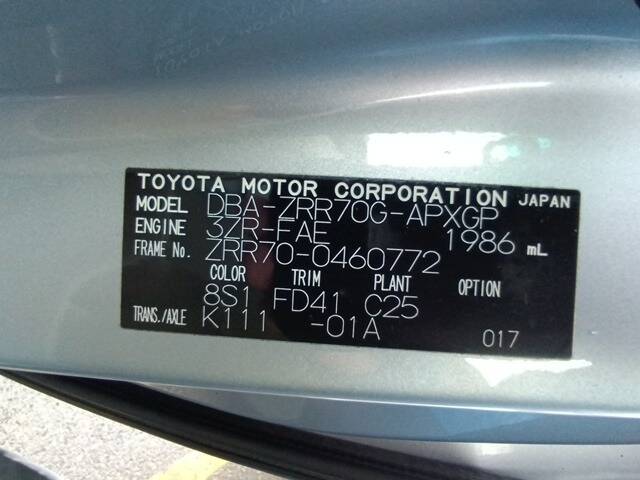 TOYOTA MOTOR CORPORATION JAPAN
MODEL DBA-ZRR70G-APXGP
ENGINE 3ZR-FAE 1986 mL
FRAME No. ZRR70-0460772
COLOR TRIM PLANT OPTION
8S1 FD41 C25
TRANS./AXLE K111 -01A 017